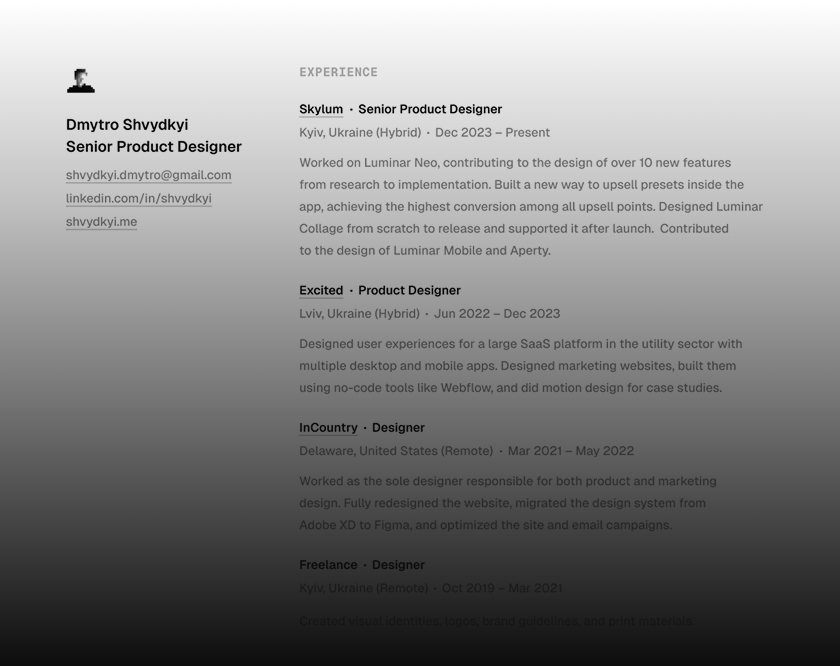 Dmytro Shvydkyi
Senior Product Designer
shvydkyi.dmytro@gmail.com
linkedin.com/in/shvydkyi
shvydkyi.me
EXPERIENCE
Skylum · Senior Product Designer
Kyiv, Ukraine (Hybrid) · Dec 2023 – Present
Worked on Luminar Neo, contributing to the design of over 10 new features
from research to implementation. Built a new way to upsell presets inside the
app, achieving the highest conversion among all upsell points. Designed Luminar
Collage from scratch to release and supported it after launch. Contributed
to the design of Luminar Mobile and Aperty.
Excited · Product Designer
Lviv, Ukraine (Hybrid) · Jun 2022 – Dec 2023
Designed user experiences for a large SaaS platform in the utility sector with
multiple desktop and mobile apps. Designed marketing websites, built them
using no-code tools like Webflow, and did motion design for case studies.
InCountry · Designer
Delaware, United States (Remote) · Mar 2021 – May 2022
Worked as the sole designer responsible for both product and marketing
design. Fully redesigned the website, migrated the design system from
Adobe XD to Figma, and optimized the site and email campaigns.
Freelance · Designer
Kyiv, Ukraine (Remote) · Oct 2019 – Mar 2021
Created visual identities, logos, brand guidelines, and print materials.